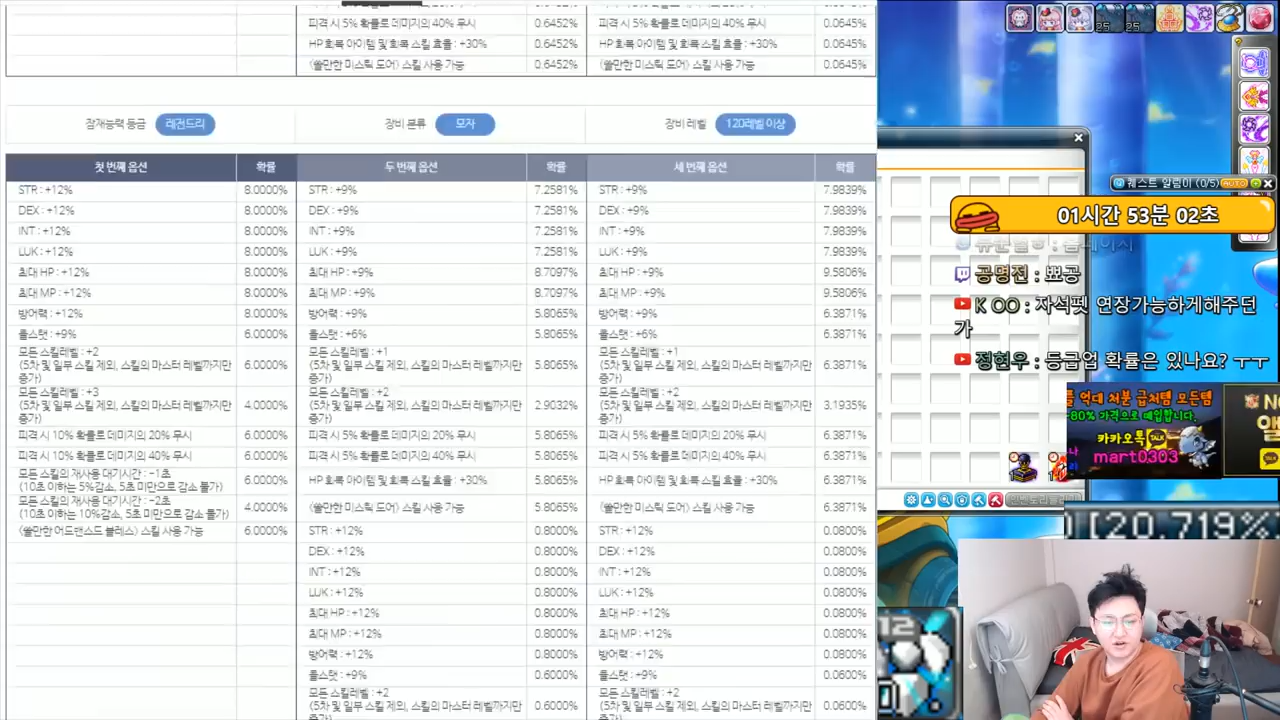 피격 시 5% 확률로 데미지의 40% 무시 0.6452% 피격 시 5% 확률로 데미지의 40% 무시 0.0645%
HP 회복 아이템 및 회복 스킬 효율 : +30% 0.6452% HP 회복 아이템 및 회복 스킬 효율 : +30% 0.0645%
<쓸만한 미스틱 도어> 스킬 사용 가능 0.6452% <쓸만한 미스틱 도어> 스킬 사용 가능 0.0645%
잠재능력 등급 레전드리 장비 분류 모자 장비 레벨 120레벨 이상
첫 번째 옵션 확률 두 번째 옵션 확률 세 번째 옵션 확률
STR : +12% 8.0000% STR : +9% 7.2581% STR : +9% 7.9839%
DEX : +12% 8.0000% DEX : +9% 7.2581% DEX : +9% 7.9839%
INT : +12% 8.0000% INT : +9% 7.2581% INT : +9% 7.9839%
LUK : +12% 8.0000% LUK : +9% 7.2581% LUK : +9% 7.9839%
최대 HP : +12% 8.0000% 최대 HP : +9% 8.7097% 최대 HP : +9% 9.5806%
최대 MP : +12% 8.0000% 최대 MP : +9% 8.7097% 최대 MP : +9% 9.5806%
방어력 : +12% 8.0000% 방어력 : +9% 5.8065% 방어력 : +9% 6.3871%
올스탯 : +9% 6.0000% 올스탯 : +6% 5.8065% 올스탯 : +6% 6.3871%
모든 스킬레벨 : +2 모든 스킬레벨 : +1 모든 스킬레벨 : +1
(5차 및 일부 스킬 제외, 스킬의 마스터 레벨까지만 6.0000% (5차 및 일부 스킬 제외, 스킬의 마스터 레벨까지만 5.8065% (5차 및 일부 스킬 제외, 스킬의 마스터 레벨까지만 6.3871%
증가) 증가) 증가)
모든 스킬레벨 : +3 모든 스킬레벨 : +2 모든 스킬레벨 : +2
(5차 및 일부 스킬 제외, 스킬의 마스터 레벨까지만 4.0000% (5차 및 일부 스킬 제외, 스킬의 마스터 레벨까지만 2.9032% (5차 및 일부 스킬 제외, 스킬의 마스터 레벨까지만 3.1935%
증가) 증가) 증가)
피격 시 10% 확률로 데미지의 20% 무시 6.0000% 피격 시 5% 확률로 데미지의 20% 무시 5.8065% 피격 시 5% 확률로 데미지의 20% 무시 6.3871%
피격 시 10% 확률로 데미지의 40% 무시 6.0000% 피격 시 5% 확률로 데미지의 40% 무시 5.8065% 피격 시 5% 확률로 데미지의 40% 무시 6.3871%
모든 스킬의 재사용 대기시간 : -1초
(10초 이하는 5%감소, 5초 미만으로 감소 불가) 6.0000% HP 회복 아이템 및 회복 스킬 효율 : +30% 5.8065% HP 회복 아이템 및 회복 스킬 효율 : +30% 6.3871%
모든 스킬의 재사용 대기시간 : -2초
(10초 이하는 10%감소, 5초 미만으로 감소 불가) 4.0000% <쓸만한 미스틱 도어> 스킬 사용 가능 5.8065% <쓸만한 미스틱 도어> 스킬 사용 가능 6.3871%
<쓸만한 어드밴스드 블레스> 스킬 사용 가능 6.0000% STR : +12% 0.8000% STR : +12% 0.0800%
DEX : +12% 0.8000% DEX : +12% 0.0800%
INT : +12% 0.8000% INT : +12% 0.0800%
LUK : +12% 0.8000% LUK : +12% 0.0800%
최대 HP : +12% 0.8000% 최대 HP : +12% 0.0800%
최대 MP : +12% 0.8000% 최대 MP : +12% 0.0800%
방어력 : +12% 0.8000% 방어력 : +12% 0.0800%
올스탯 : +9% 0.6000% 올스탯 : +9% 0.0600%
모든 스킬레벨 : +2 모든 스킬레벨 : +2
(5차 및 일부 스킬 제외, 스킬의 마스터 레벨까지만 0.6000% (5차 및 일부 스킬 제외, 스킬의 마스터 레벨까지만 0.0600%
증가) 증가)
25 25
퀘스트 알림이 (0/5) AUTO
01시간 53분 02초
공명진 : 뾰공
K OO : 자석펫 연장가능하게해주던
가
정현우 : 등급업 확률은 있나요? ㅜㅜ
억대 처분 급처템 모든템
80% 가격으로 매입합니다.
카카오톡 TALK
mart0303
TALK
[20.719%
12